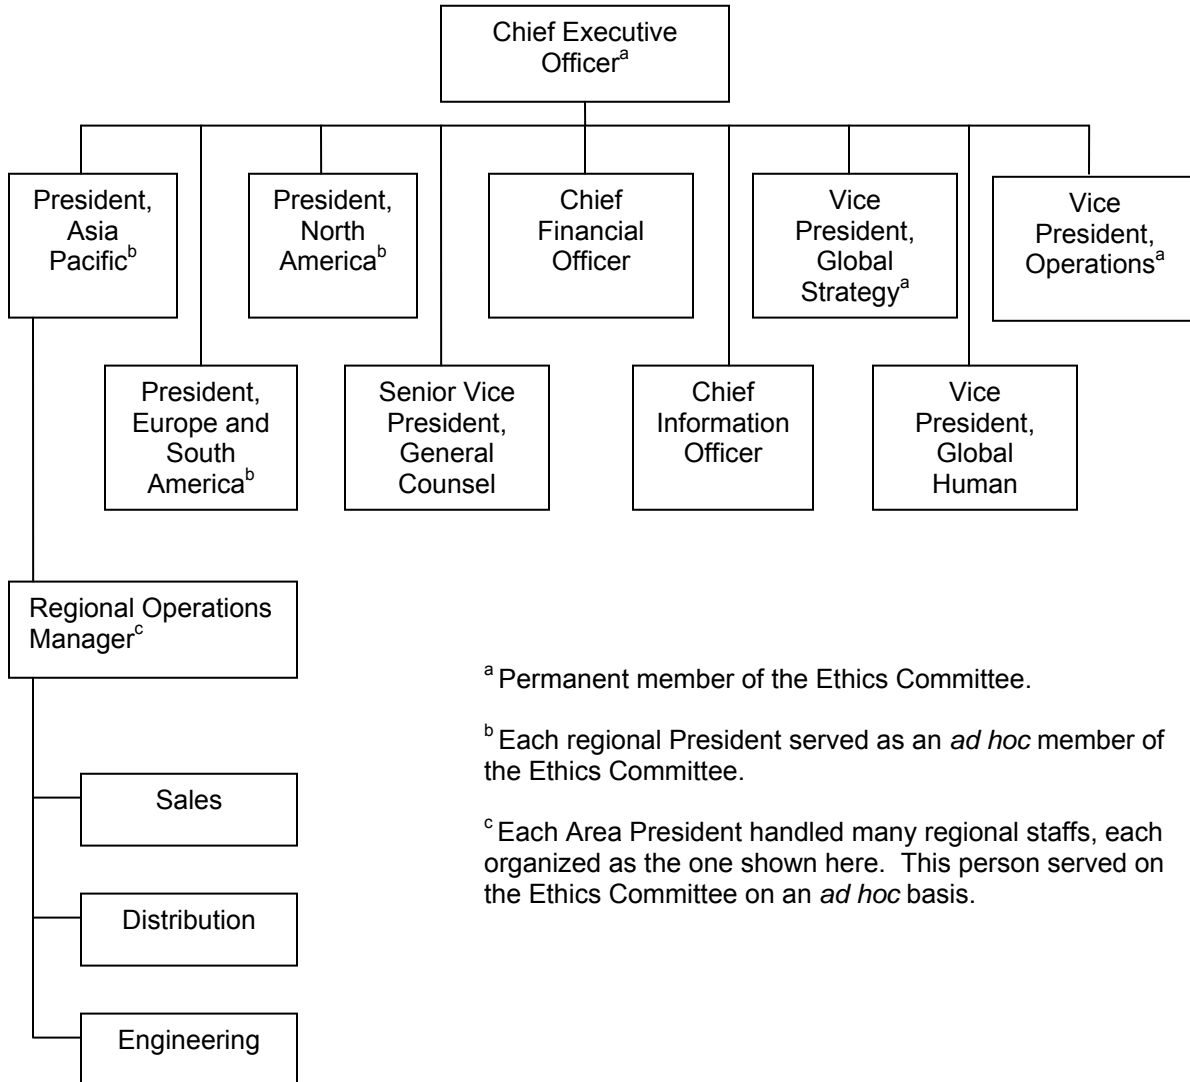 Chief Executive
Officer^a
President,
Asia
Pacific^b
President,
North
America^b
Chief
Financial
Officer
Vice
President,
Global
Strategy^a
Vice
President,
Operations^a
President,
Europe and
South
America^b
Senior Vice
President,
General
Counsel
Chief
Information
Officer
Vice
President,
Global
Human
Regional Operations
Manager^c
Sales
Distribution
Engineering
^a Permanent member of the Ethics Committee.
^b Each regional President served as an ad hoc member of
the Ethics Committee.
^c Each Area President handled many regional staffs, each
organized as the one shown here.  This person served on
the Ethics Committee on an ad hoc basis.